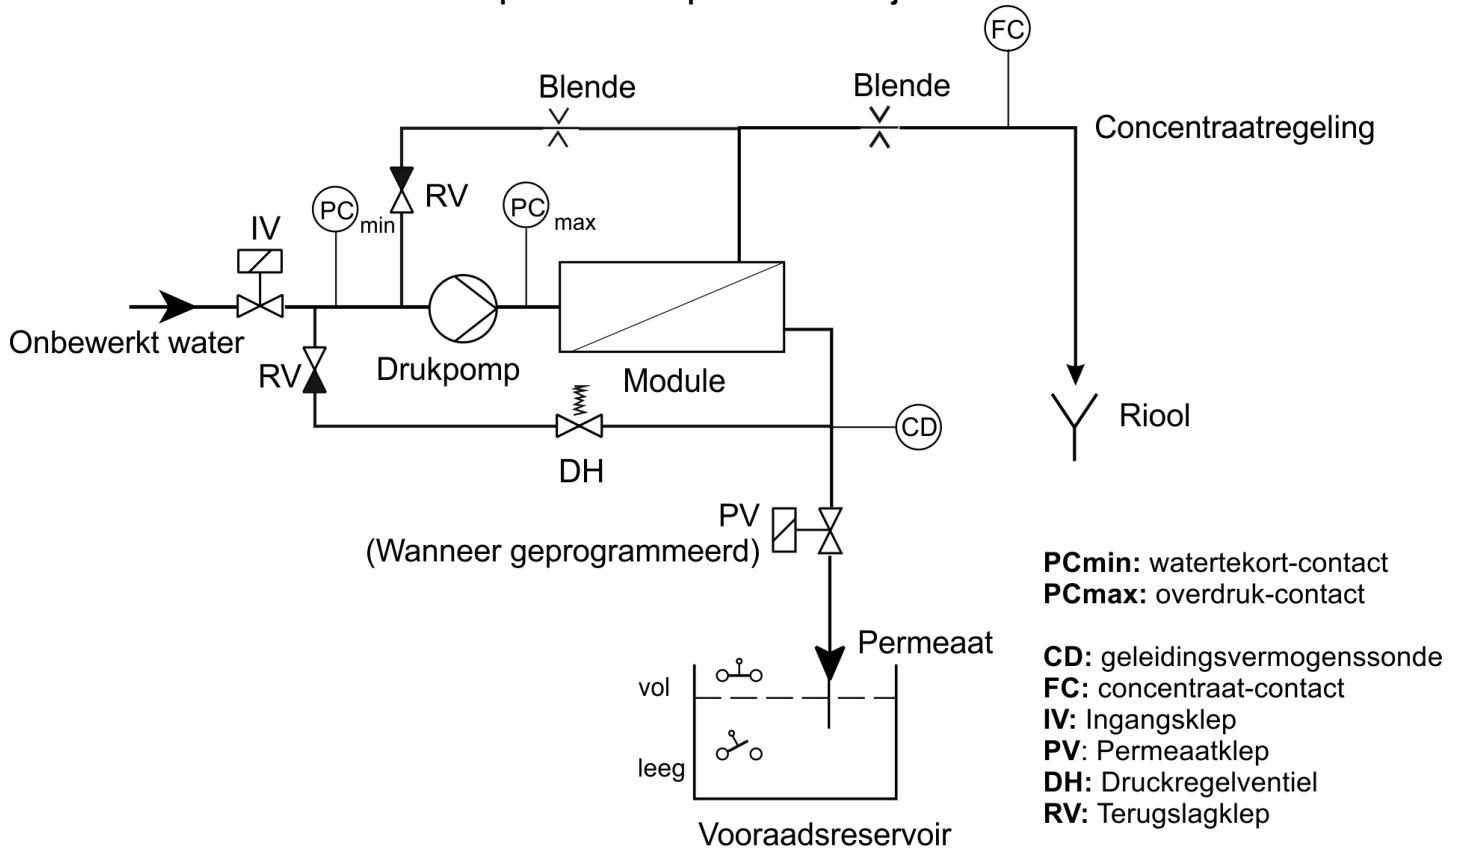 FC
Blende
Blende
Concentraatregeling
RV
PC
min
PC
max
IV
Onbewerkt water
RV
Drukpomp
Module
Riool
CD
DH
PV
(Wanneer geprogrammeerd)
Permeaat
vol
leeg
Vooraadsreservoir
PCmin: watertekort-contact
PCmax: overdruk-contact
CD: geleidingsvermogenssonde
FC: concentraat-contact
IV: Ingangsklep
PV: Permeaatklep
DH: Druckregelventiel
RV: Terugslagklep